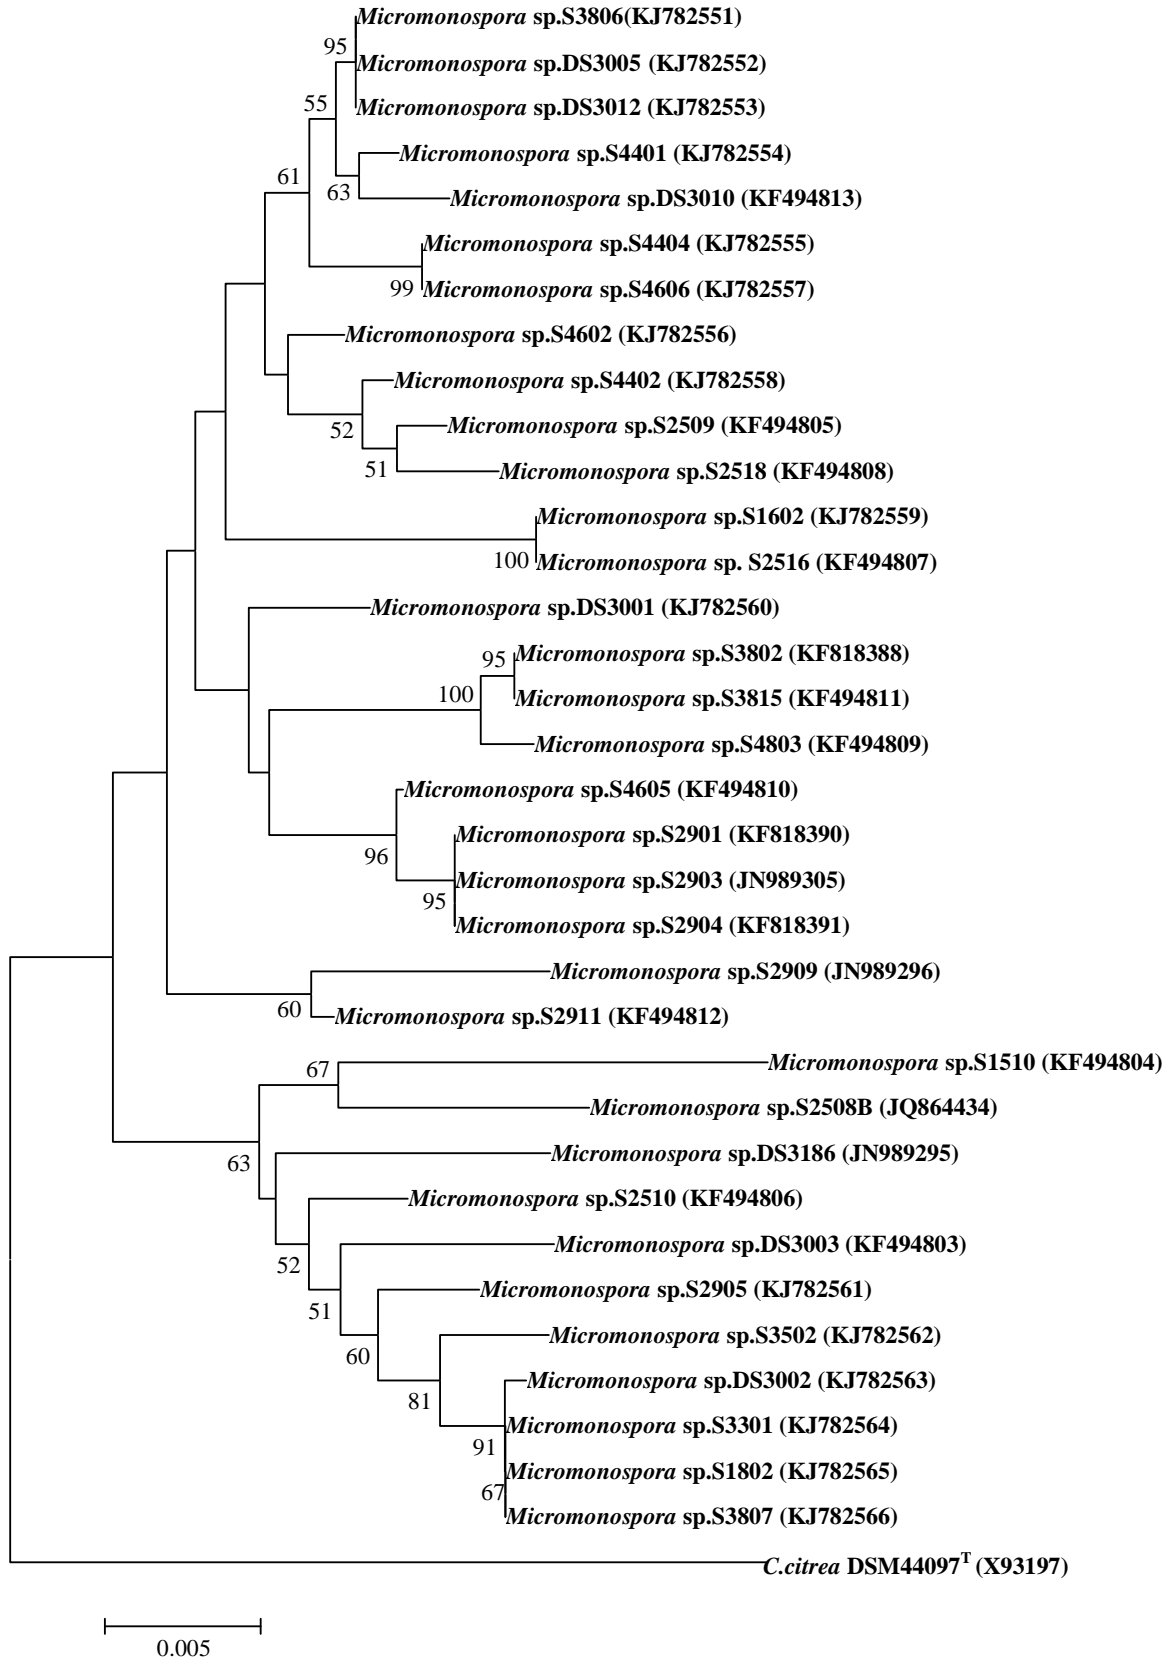 Micromonospora sp.S3806(KJ782551)
95
Micromonospora sp.DS3005 (KJ782552)
55
Micromonospora sp.DS3012 (KJ782553)
Micromonospora sp.S4401 (KJ782554)
61
63
Micromonospora sp.DS3010 (KF494813)
Micromonospora sp.S4404 (KJ782555)
99
Micromonospora sp.S4606 (KJ782557)
Micromonospora sp.S4602 (KJ782556)
Micromonospora sp.S4402 (KJ782558)
52
Micromonospora sp.S2509 (KF494805)
51
Micromonospora sp.S2518 (KF494808)
Micromonospora sp.S1602 (KJ782559)
100
Micromonospora sp. S2516 (KF494807)
Micromonospora sp.DS3001 (KJ782560)
95
Micromonospora sp.S3802 (KF818388)
100
Micromonospora sp.S3815 (KF494811)
Micromonospora sp.S4803 (KF494809)
Micromonospora sp.S4605 (KF494810)
Micromonospora sp.S2901 (KF818390)
96
Micromonospora sp.S2903 (JN989305)
95
Micromonospora sp.S2904 (KF818391)
Micromonospora sp.S2909 (JN989296)
60
Micromonospora sp.S2911 (KF494812)
67
Micromonospora sp.S1510 (KF494804)
Micromonospora sp.S2508B (JQ864434)
63
Micromonospora sp.DS3186 (JN989295)
Micromonospora sp.S2510 (KF494806)
52
Micromonospora sp.DS3003 (KF494803)
51
Micromonospora sp.S2905 (KJ782561)
60
Micromonospora sp.S3502 (KJ782562)
81
Micromonospora sp.DS3002 (KJ782563)
Micromonospora sp.S3301 (KJ782564)
91
Micromonospora sp.S1802 (KJ782565)
67
Micromonospora sp.S3807 (KJ782566)
C.citrea DSM44097ᵀ (X93197)
0.005